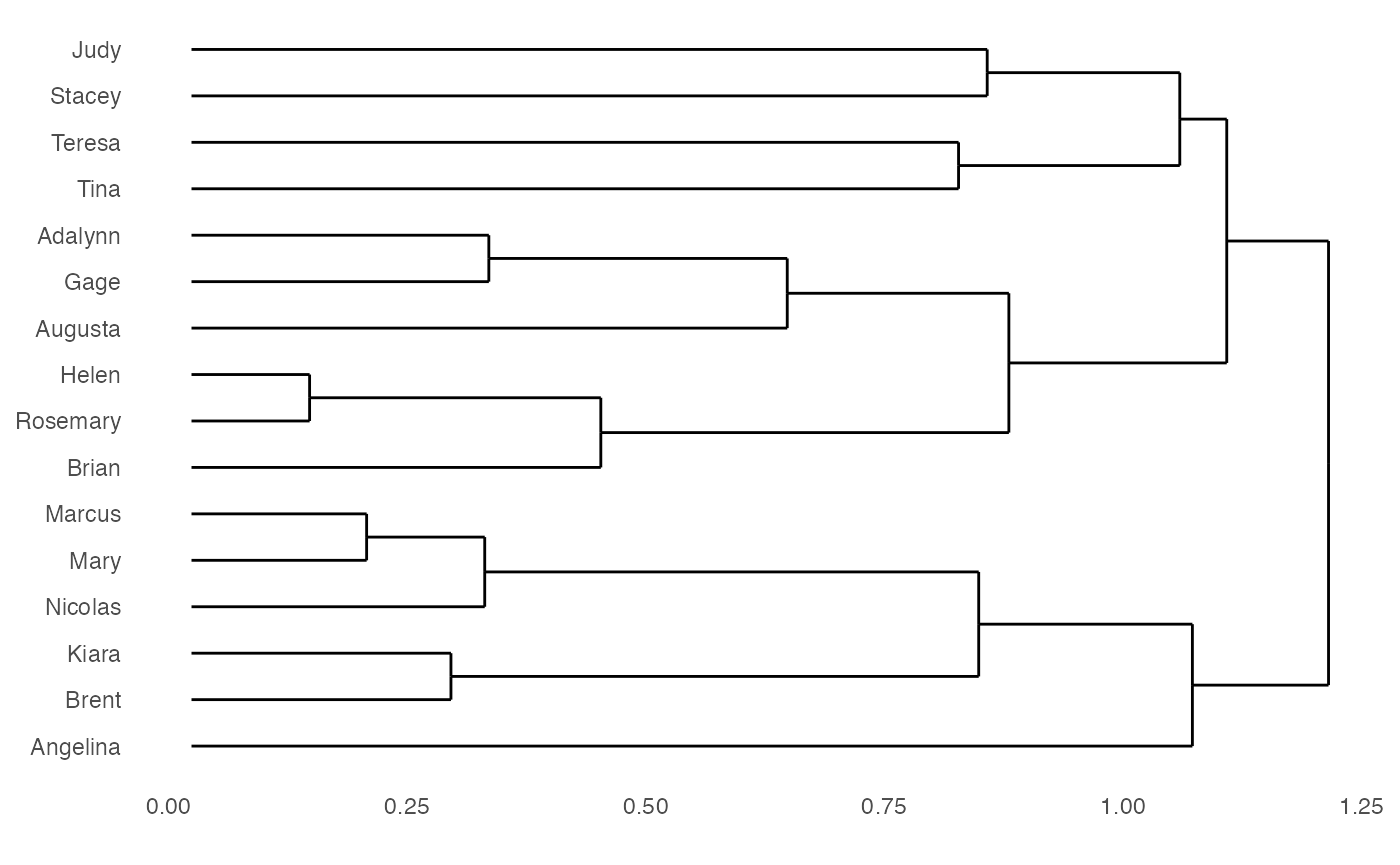 Judy
Stacey
Teresa
Tina
Adalynn
Gage
Augusta
Helen
Rosemary
Brian
Marcus
Mary
Nicolas
Kiara
Brent
Angelina
0.00 0.25 0.50 0.75 1.00 1.25